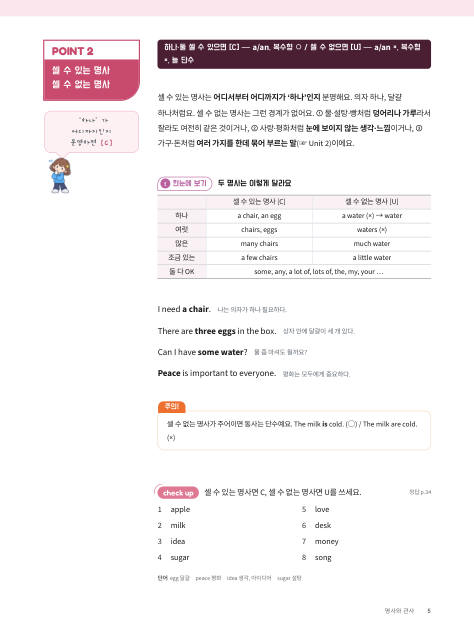 POINT 2
셀 수 있는 명사
셀 수 없는 명사
'하나'가
어디까지인지
분명하면 [C]
하나·둘 셀 수 있으면 [C] — a/an, 복수형 ○ / 셀 수 없으면 [U] — a/an ×, 복수형
×, 늘 단수
셀 수 있는 명사는 어디서부터 어디까지가 '하나'인지 분명해요. 의자 하나, 달걀
하나처럼요. 셀 수 없는 명사는 그런 경계가 없어요. ① 물·설탕·빵처럼 덩어리나 가루라서
잘라도 여전히 같은 것이거나, ② 사랑·평화처럼 눈에 보이지 않는 생각·느낌이거나, ③
가구·돈처럼 여러 가지를 한데 묶어 부르는 말(☞ Unit 2)이에요.
1 한눈에 보기 두 명사는 이렇게 달라요
셀 수 있는 명사 [C] 셀 수 없는 명사 [U]
하나 a chair, an egg a water (×) → water
여럿 chairs, eggs waters (×)
많은 many chairs much water
조금 있는 a few chairs a little water
둘 다 OK some, any, a lot of, lots of, the, my, your …
I need a chair. 나는 의자가 하나 필요하다.
There are three eggs in the box. 상자 안에 달걀이 세 개 있다.
Can I have some water? 물 좀 마셔도 될까요?
Peace is important to everyone. 평화는 모두에게 중요하다.
주의!
셀 수 없는 명사가 주어이면 동사는 단수예요. The milk is cold. (○) / The milk are cold.
(×)
check up 셀 수 있는 명사면 C, 셀 수 없는 명사면 U를 쓰세요. 정답 p.34
1 apple 5 love
2 milk 6 desk
3 idea 7 money
4 sugar 8 song
단어 egg 달걀 peace 평화 idea 생각, 아이디어 sugar 설탕
명사와 관사 5